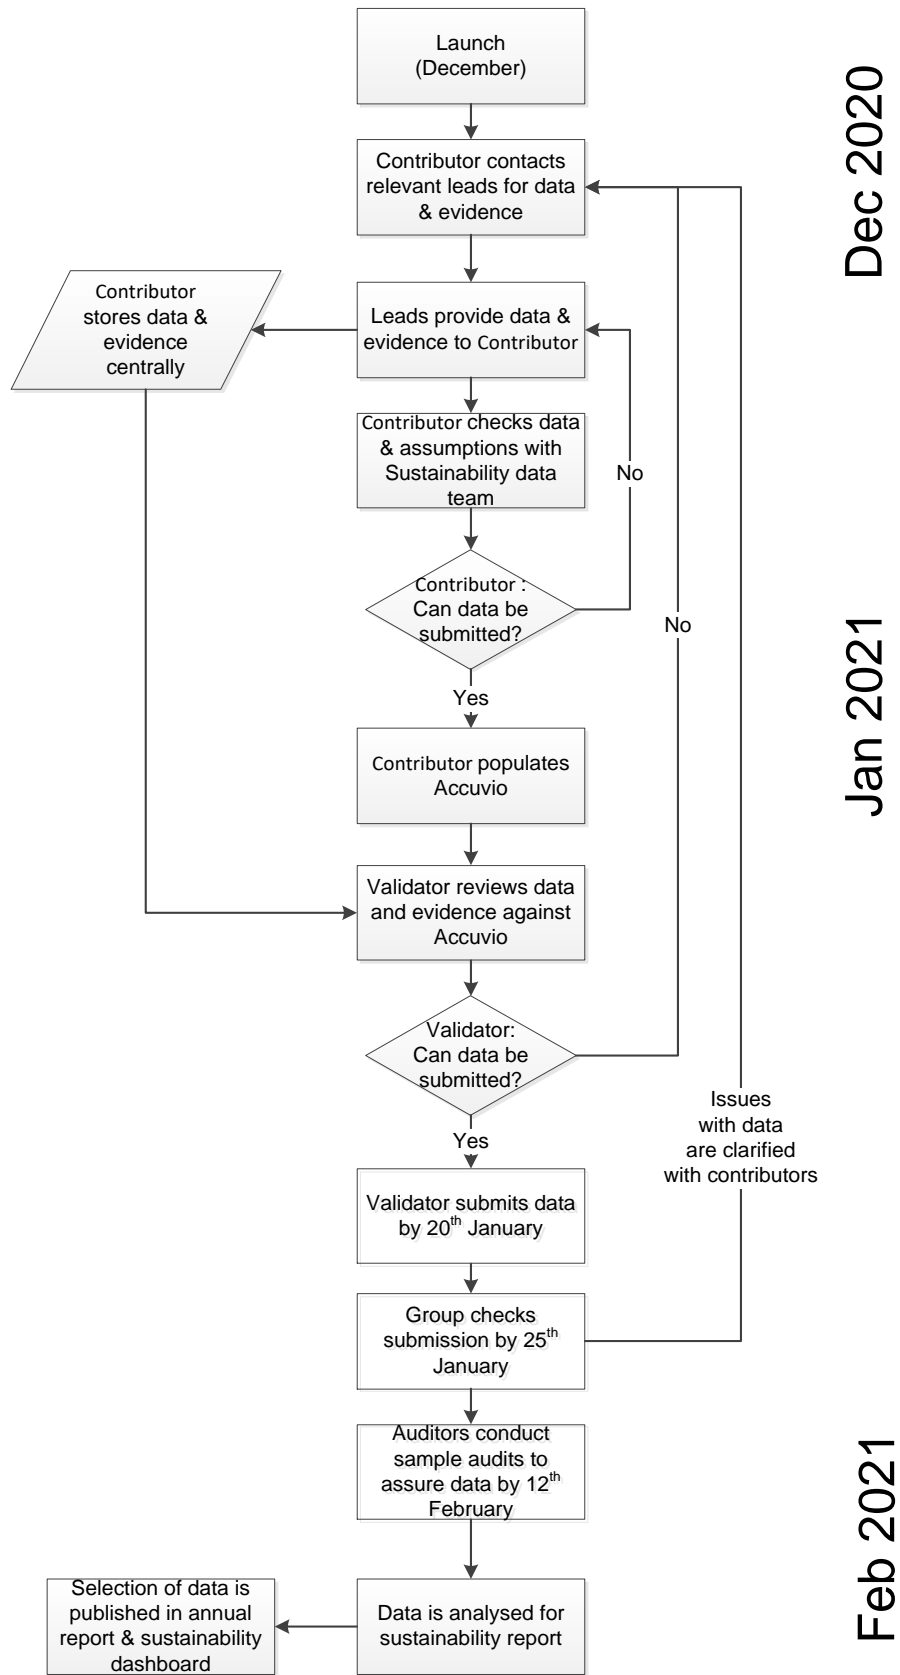 Launch
(December)
Dec 2020
Contributor contacts
relevant leads for data
& evidence
Contributor
stores data &
evidence
centrally
Leads provide data &
evidence to Contributor
Contributor checks data
& assumptions with
Sustainability data
team
No
Contributor :
Can data be
submitted?
No
Yes
Jan 2021
Contributor populates
Accuvio
Validator reviews data
and evidence against
Accuvio
Validator:
Can data be
submitted?
Issues
with data
are clarified
with contributors
Yes
Validator submits data
by 20th January
Group checks
submission by 25th
January
Auditors conduct
sample audits to
assure data by 12th
February
Feb 2021
Selection of data is
published in annual
report & sustainability
dashboard
Data is analysed for
sustainability report